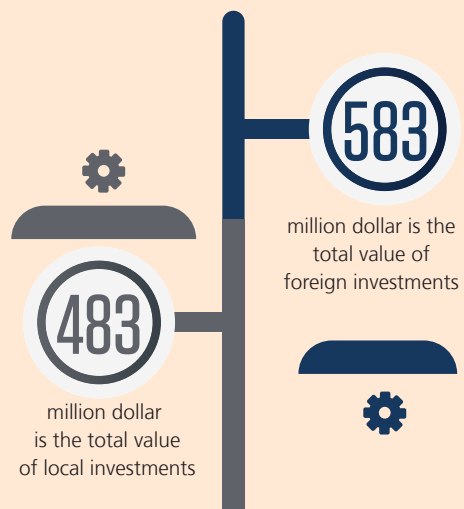 583
million dollar is the
total value of
foreign investments
483
million dollar
is the total value
of local investments